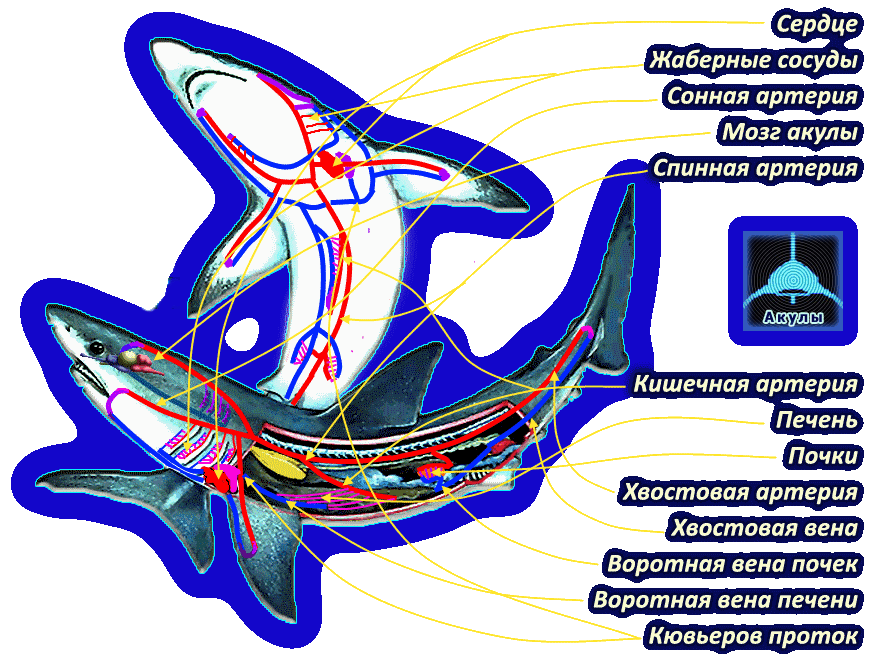 Сердце
Жаберные сосуды
Сонная артерия
Мозг акулы
Спинная артерия
Акулы
Кишечная артерия
Печень
Почки
Хвостовая артерия
Хвостовая вена
Воротная вена почек
Воротная вена печени
Кювьеров проток